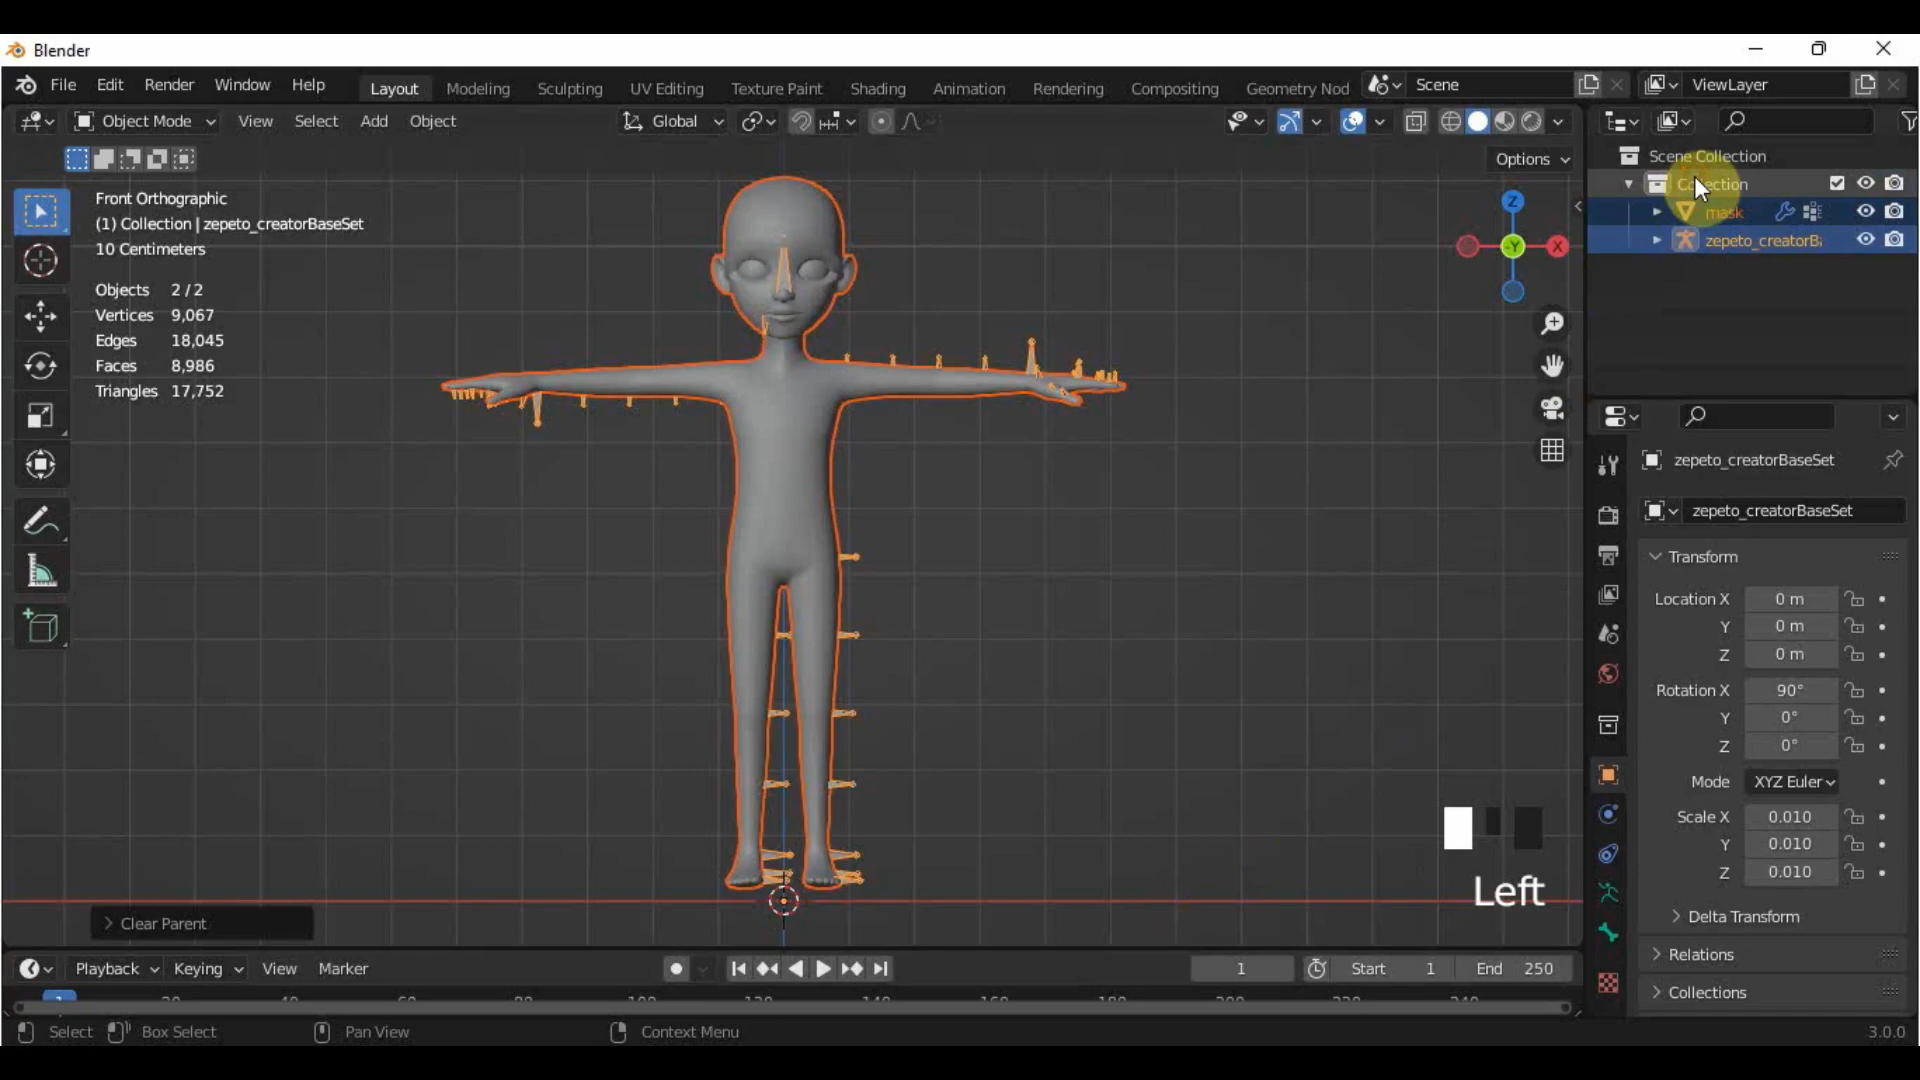 Blender
File Edit Render Window Help Layout Modeling Sculpting UV Editing Texture Paint Shading Animation Rendering Compositing Geometry Nod Scene ViewLayer
Object Mode View Select Add Object Global
Options
Front Orthographic
(1) Collection | zepeto_creatorBaseSet
10 Centimeters
Objects 2/2
Vertices 9,067
Edges 18,045
Faces 8,986
Triangles 17,752
Z
-Y
X
Scene Collection
Collection
mask
zepeto_creatorBa
zepeto_creatorBaseSet
zepeto_creatorBaseSet
Transform
Location X 0 m
Y 0 m
Z 0 m
Rotation X 90°
Y 0°
Z 0°
Mode XYZ Euler
Scale X 0.010
Y 0.010
Z 0.010
Delta Transform
Relations
Collections
Left
Clear Parent
Playback Keying View Marker 1 Start 1 End 250
1
Select Box Select Pan View Context Menu 3.0.0